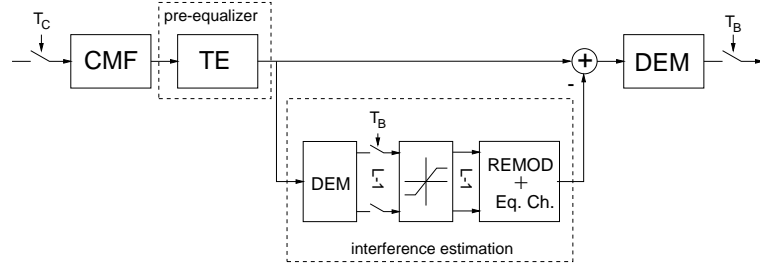 pre-equalizer
T_C
CMF
TE
+
-
DEM
T_B
T_B
DEM
L-1
L-1
REMOD
+
Eq. Ch.
interference estimation